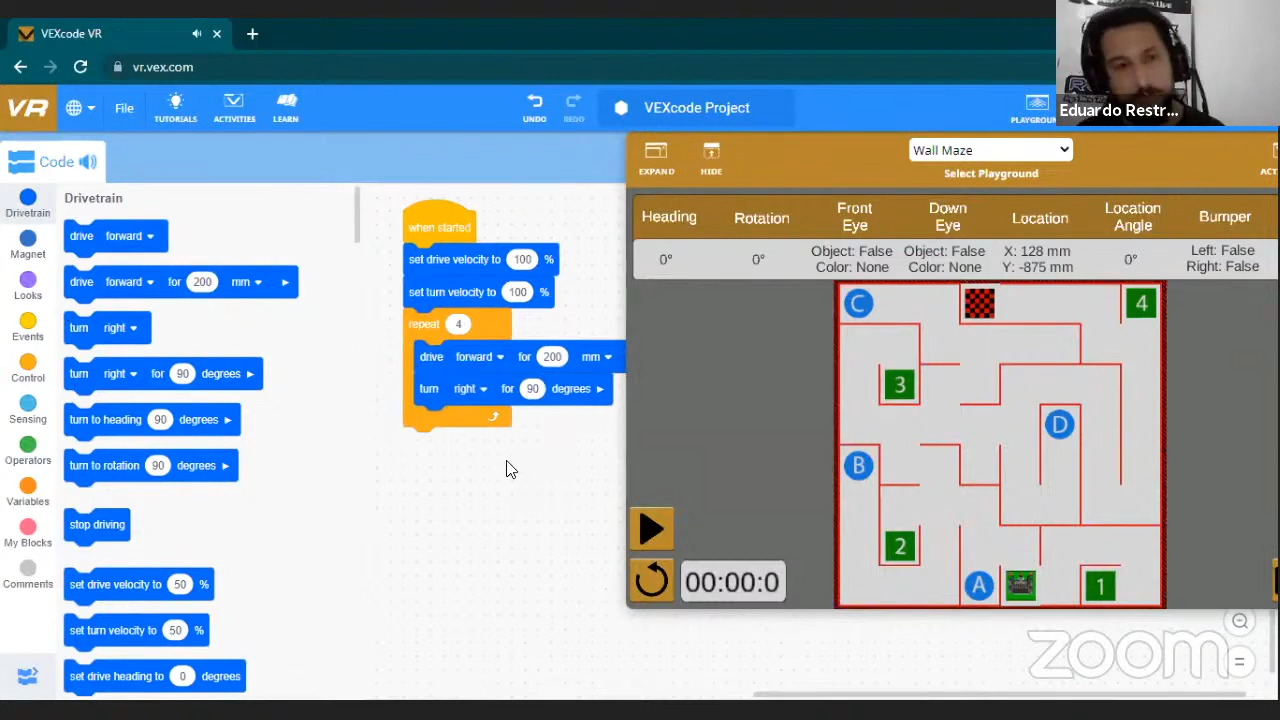 VEXcode VR
vr.vex.com
VR
File
TUTORIALS
ACTIVITIES
LEARN
UNDO
REDO
VEXcode Project
PLAYGROUN
Eduardo Restr...
Code
Drivetrain
Magnet
Looks
Events
Control
Sensing
Operators
Variables
My Blocks
Comments
Drivetrain
drive forward
drive forward for 200 mm
turn right
turn right for 90 degrees
turn to heading 90 degrees
turn to rotation 90 degrees
stop driving
set drive velocity to 50 %
set turn velocity to 50 %
set drive heading to 0 degrees
when started
set drive velocity to 100 %
set turn velocity to 100 %
repeat 4
drive forward for 200 mm
turn right for 90 degrees
EXPAND
HIDE
Wall Maze
Select Playground
ACT
Heading
Rotation
Front
Eye
Down
Eye
Location
Location
Angle
Bumper
0°
0°
Object: False
Color: None
Object: False
Color: None
X: 128 mm
Y: -875 mm
0°
Left: False
Right: False
C
4
3
D
B
2
A
1
00:00:0
zoom